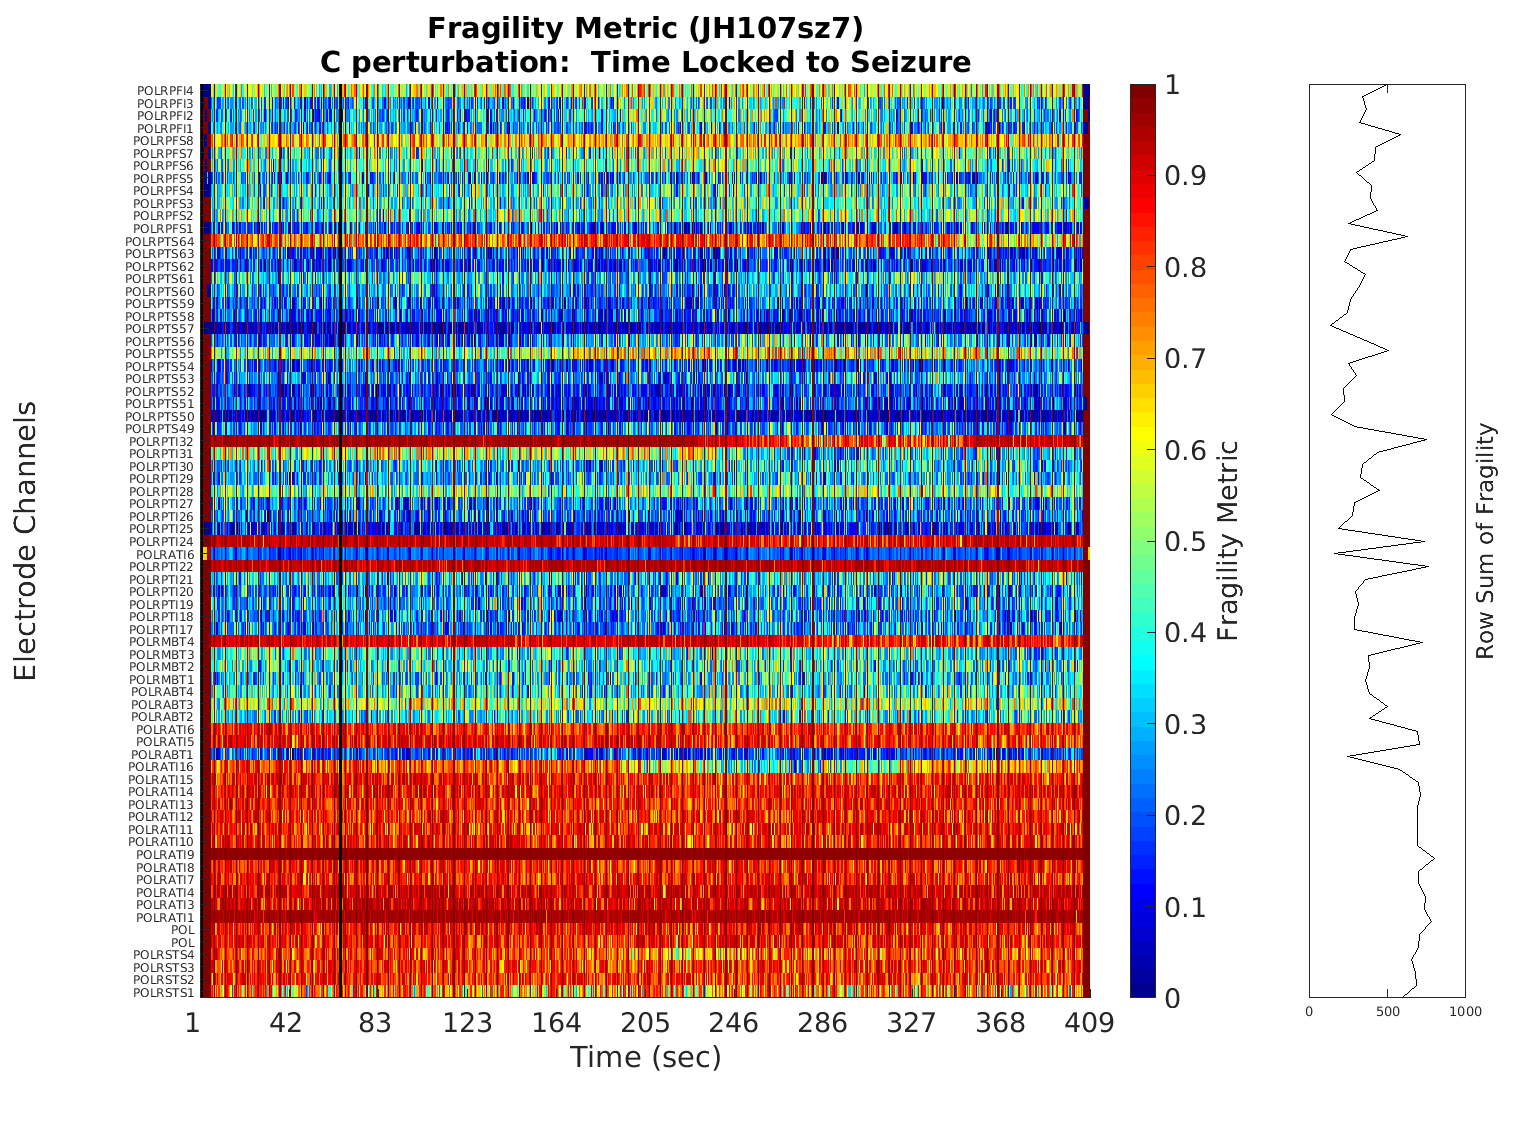 Fragility Metric (JH107sz7)
C perturbation:  Time Locked to Seizure
Electrode Channels
POLRPFI4
POLRPFI3
POLRPFI2
POLRPFI1
POLRPFS8
POLRPFS7
POLRPFS6
POLRPFS5
POLRPFS4
POLRPFS3
POLRPFS2
POLRPFS1
POLRPTS64
POLRPTS63
POLRPTS62
POLRPTS61
POLRPTS60
POLRPTS59
POLRPTS58
POLRPTS57
POLRPTS56
POLRPTS55
POLRPTS54
POLRPTS53
POLRPTS52
POLRPTS51
POLRPTS50
POLRPTS49
POLRPTI32
POLRPTI31
POLRPTI30
POLRPTI29
POLRPTI28
POLRPTI27
POLRPTI26
POLRPTI25
POLRPTI24
POLRATI6
POLRPTI22
POLRPTI21
POLRPTI20
POLRPTI19
POLRPTI18
POLRPTI17
POLRMBT4
POLRMBT3
POLRMBT2
POLRMBT1
POLRABT4
POLRABT3
POLRABT2
POLRATI6
POLRATI5
POLRABT1
POLRATI16
POLRATI15
POLRATI14
POLRATI13
POLRATI12
POLRATI11
POLRATI10
POLRATI9
POLRATI8
POLRATI7
POLRATI4
POLRATI3
POLRATI1
POL
POL
POLRSTS4
POLRSTS3
POLRSTS2
POLRSTS1
1 42 83 123 164 205 246 286 327 368 409
Time (sec)
1
0.9
0.8
0.7
0.6
0.5
0.4
0.3
0.2
0.1
0
Fragility Metric
0 500 1000
Row Sum of Fragility